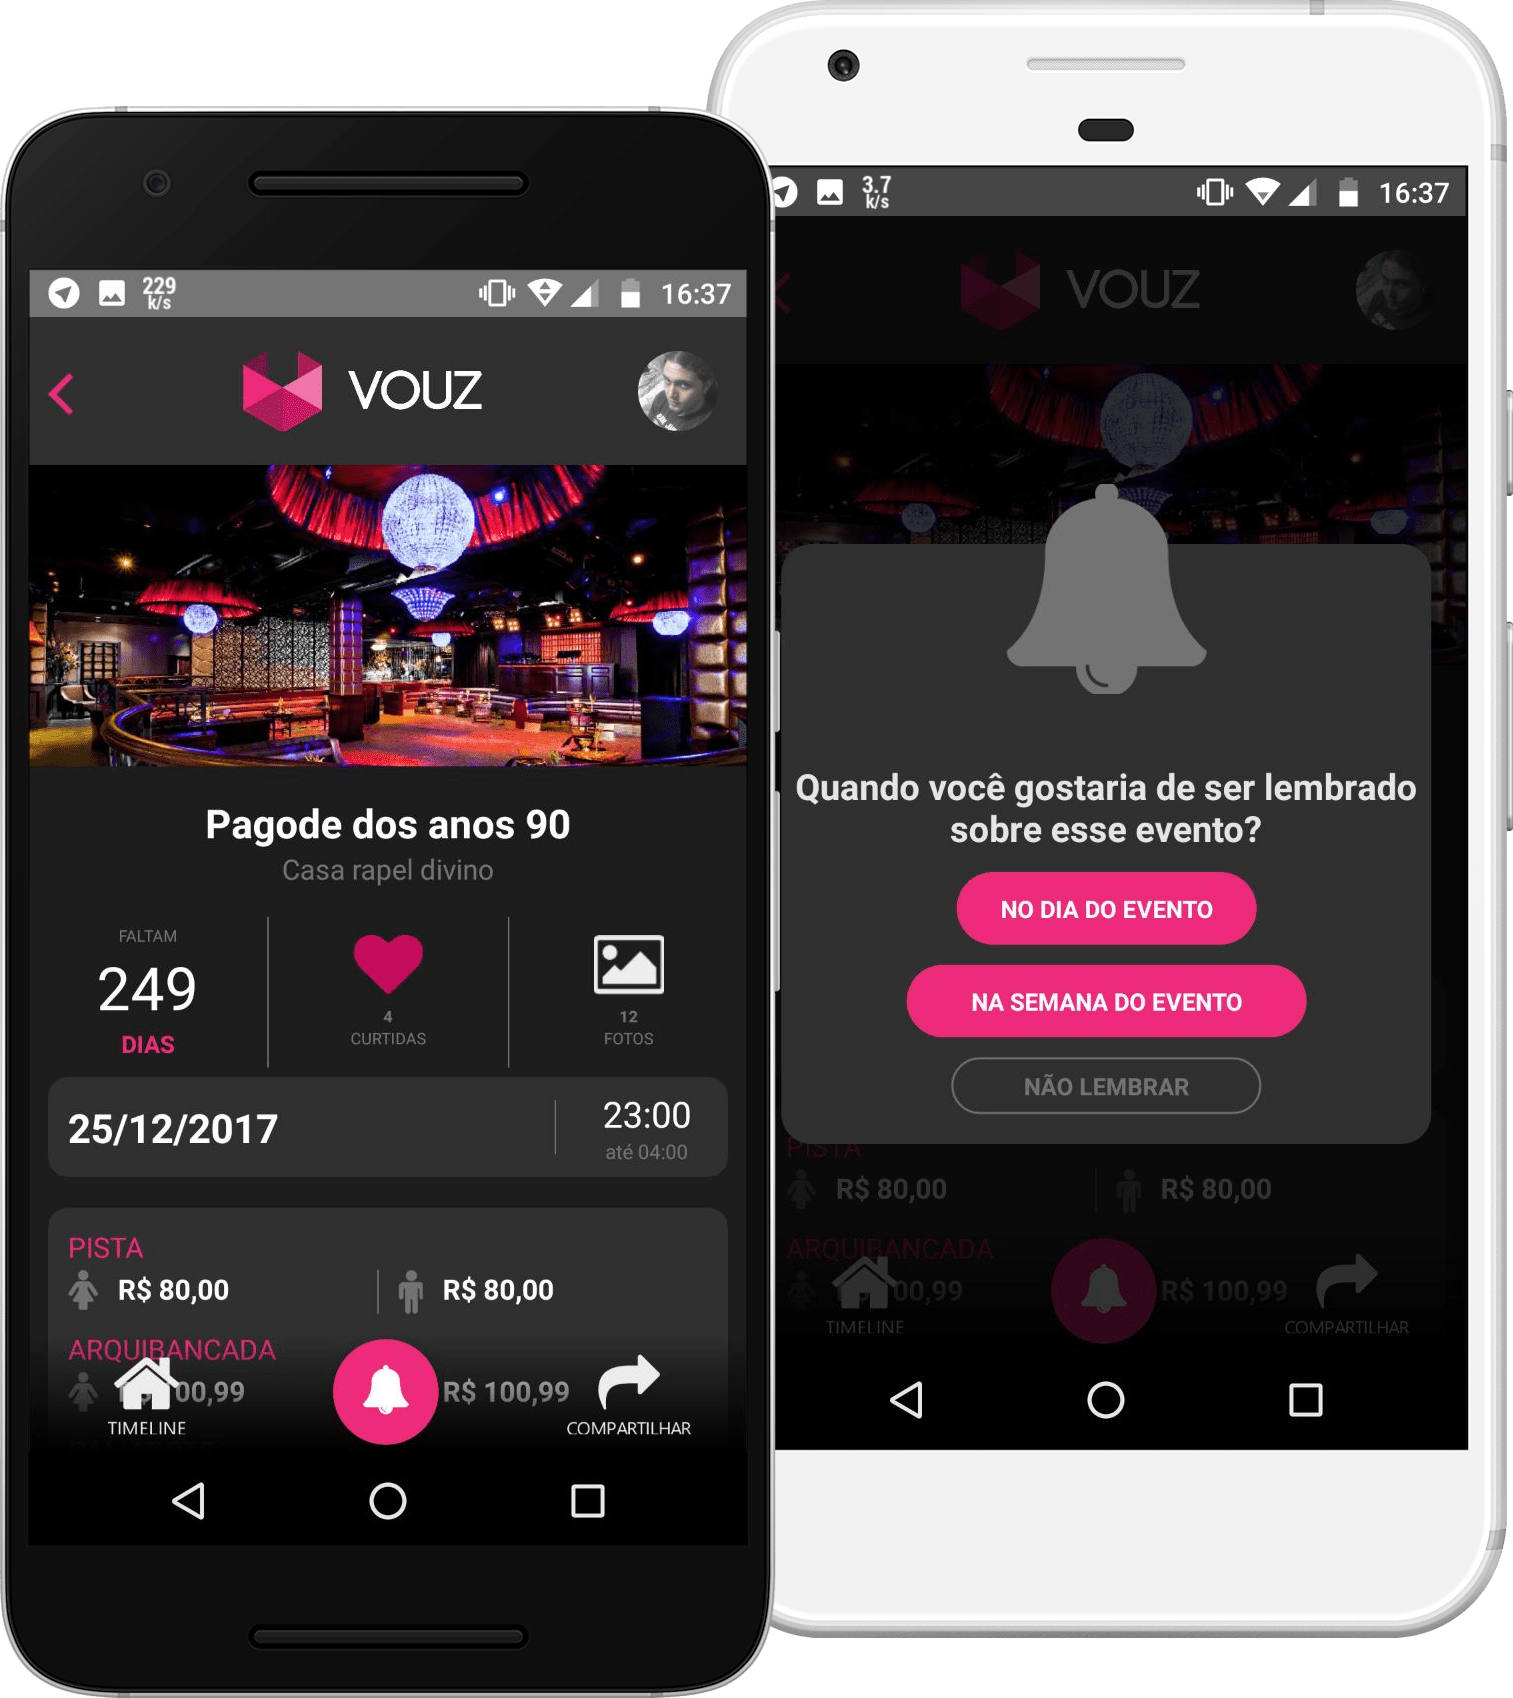 229
k/s
16:37
VOUZ
Pagode dos anos 90
Casa rapel divino
FALTAM
249
DIAS
4
CURTIDAS
12
FOTOS
25/12/2017
23:00
até 04:00
PISTA
R$ 80,00
R$ 80,00
ARQUIBANCADA
00,99
R$ 100,99
TIMELINE
COMPARTILHAR
3.7
k/s
16:37
VOUZ
Quando você gostaria de ser lembrado
sobre esse evento?
NO DIA DO EVENTO
NA SEMANA DO EVENTO
NÃO LEMBRAR
PISTA
R$ 80,00
R$ 80,00
ARQUIBANCADA
00,99
R$ 100,99
TIMELINE
COMPARTILHAR